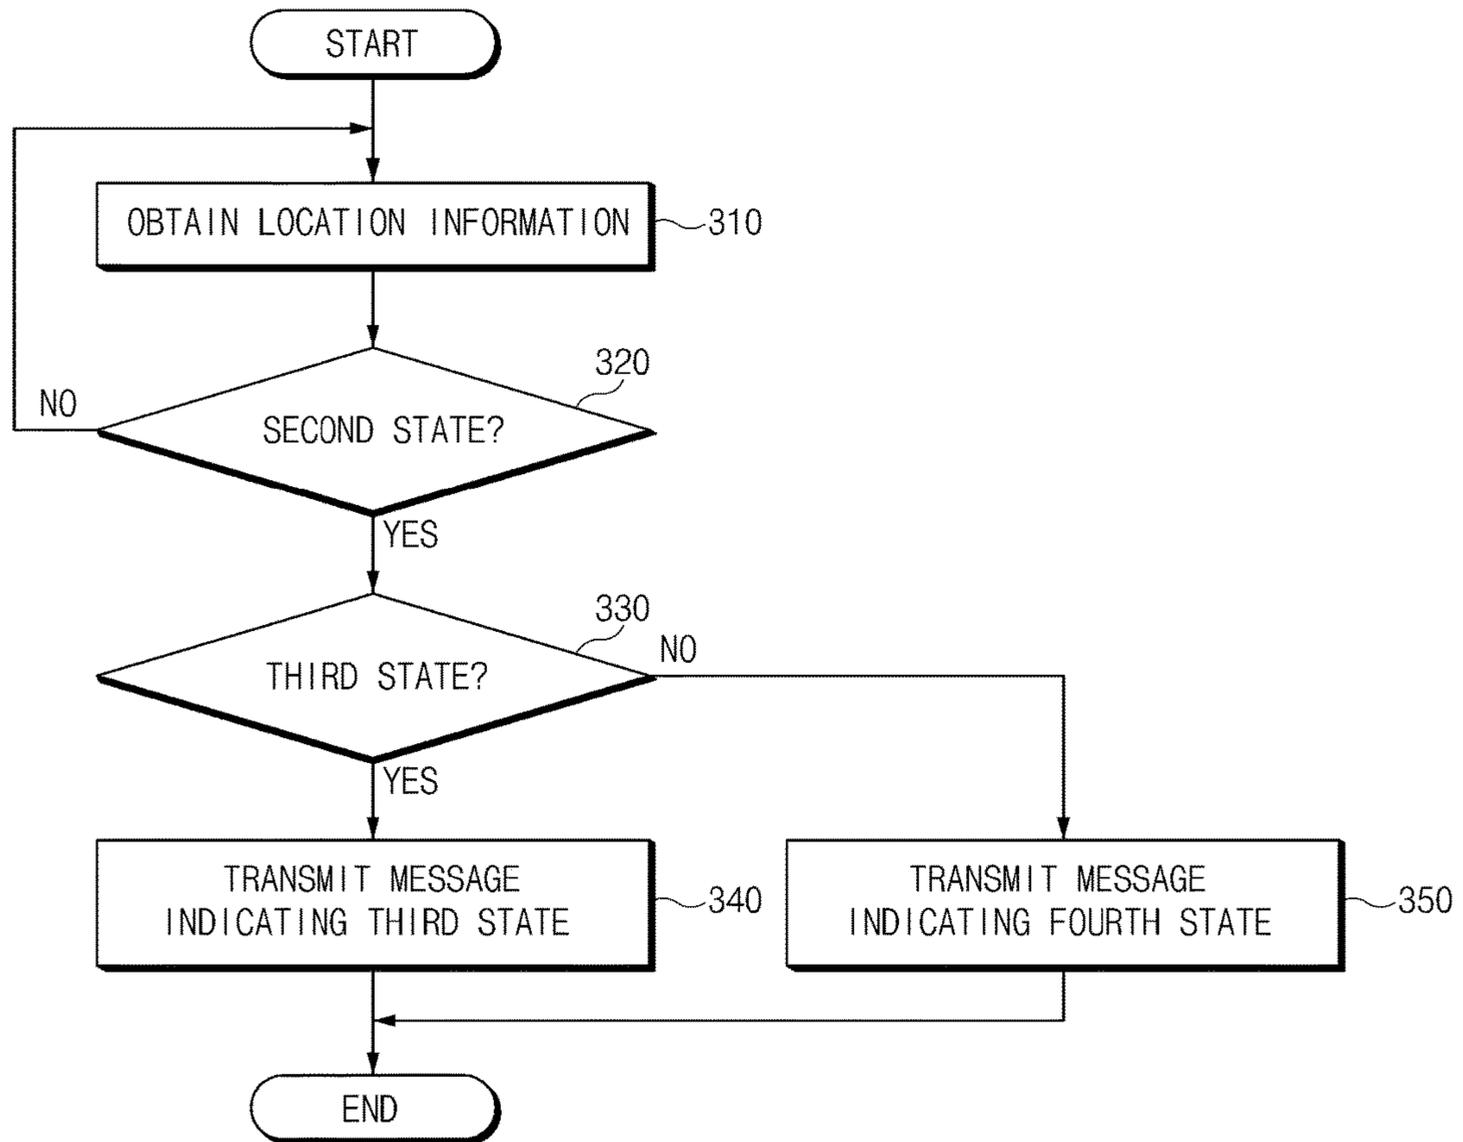 START
OBTAIN LOCATION INFORMATION
310
320
NO
SECOND STATE?
YES
330
NO
THIRD STATE?
YES
TRANSMIT MESSAGE
INDICATING THIRD STATE
340
TRANSMIT MESSAGE
INDICATING FOURTH STATE
350
END